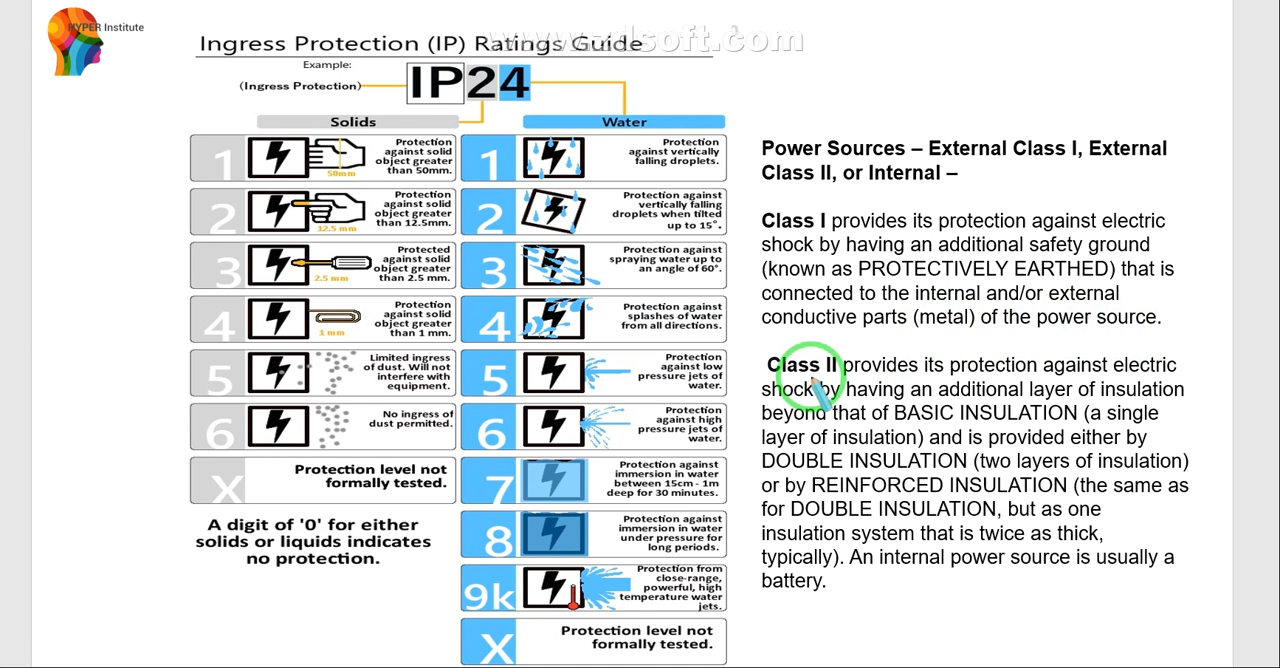 HYPER Institute
www.zdsoft.com
Ingress Protection (IP) Ratings Guide
Example:
(Ingress Protection)
IP24
Solids
Water
1
50mm
Protection
against solid
object greater
than 50mm.
2
12.5 mm
Protection
against solid
object greater
than 12.5mm.
3
2.5 mm
Protected
against solid
object greater
than 2.5 mm.
4
1 mm
Protection
against solid
object greater
than 1 mm.
5
Limited ingress
of dust. Will not
interfere with
equipment.
6
No ingress of
dust permitted.
X
Protection level not
formally tested.
A digit of '0' for either
solids or liquids indicates
no protection.
1
Protection
against vertically
falling droplets.
2
Protection against
vertically falling
droplets when tilted
up to 15°.
3
Protection against
spraying water up to
an angle of 60°.
4
Protection against
splashes of water
from all directions.
5
Protection
against low
pressure jets of
water.
6
Protection
against high
pressure jets of
water.
7
Protection against
immersion in water
between 15cm - 1m
deep for 30 minutes.
8
Protection against
immersion in water
under pressure for
long periods.
9k
Protection from
close-range,
powerful, high
temperature water
jets.
X
Protection level not
formally tested.
Power Sources – External Class I, External
Class II, or Internal –
Class I provides its protection against electric
shock by having an additional safety ground
(known as PROTECTIVELY EARTHED) that is
connected to the internal and/or external
conductive parts (metal) of the power source.
Class II provides its protection against electric
shock by having an additional layer of insulation
beyond that of BASIC INSULATION (a single
layer of insulation) and is provided either by
DOUBLE INSULATION (two layers of insulation)
or by REINFORCED INSULATION (the same as
for DOUBLE INSULATION, but as one
insulation system that is twice as thick,
typically). An internal power source is usually a
battery.